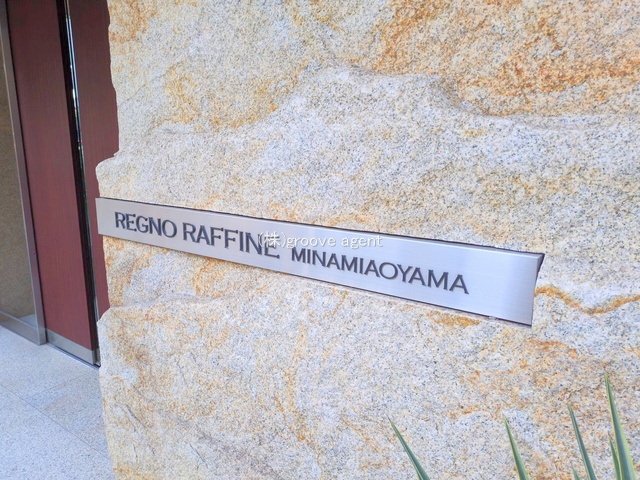 REGNO RAFFINE MINAMIAOYAMA
(株)groove agent